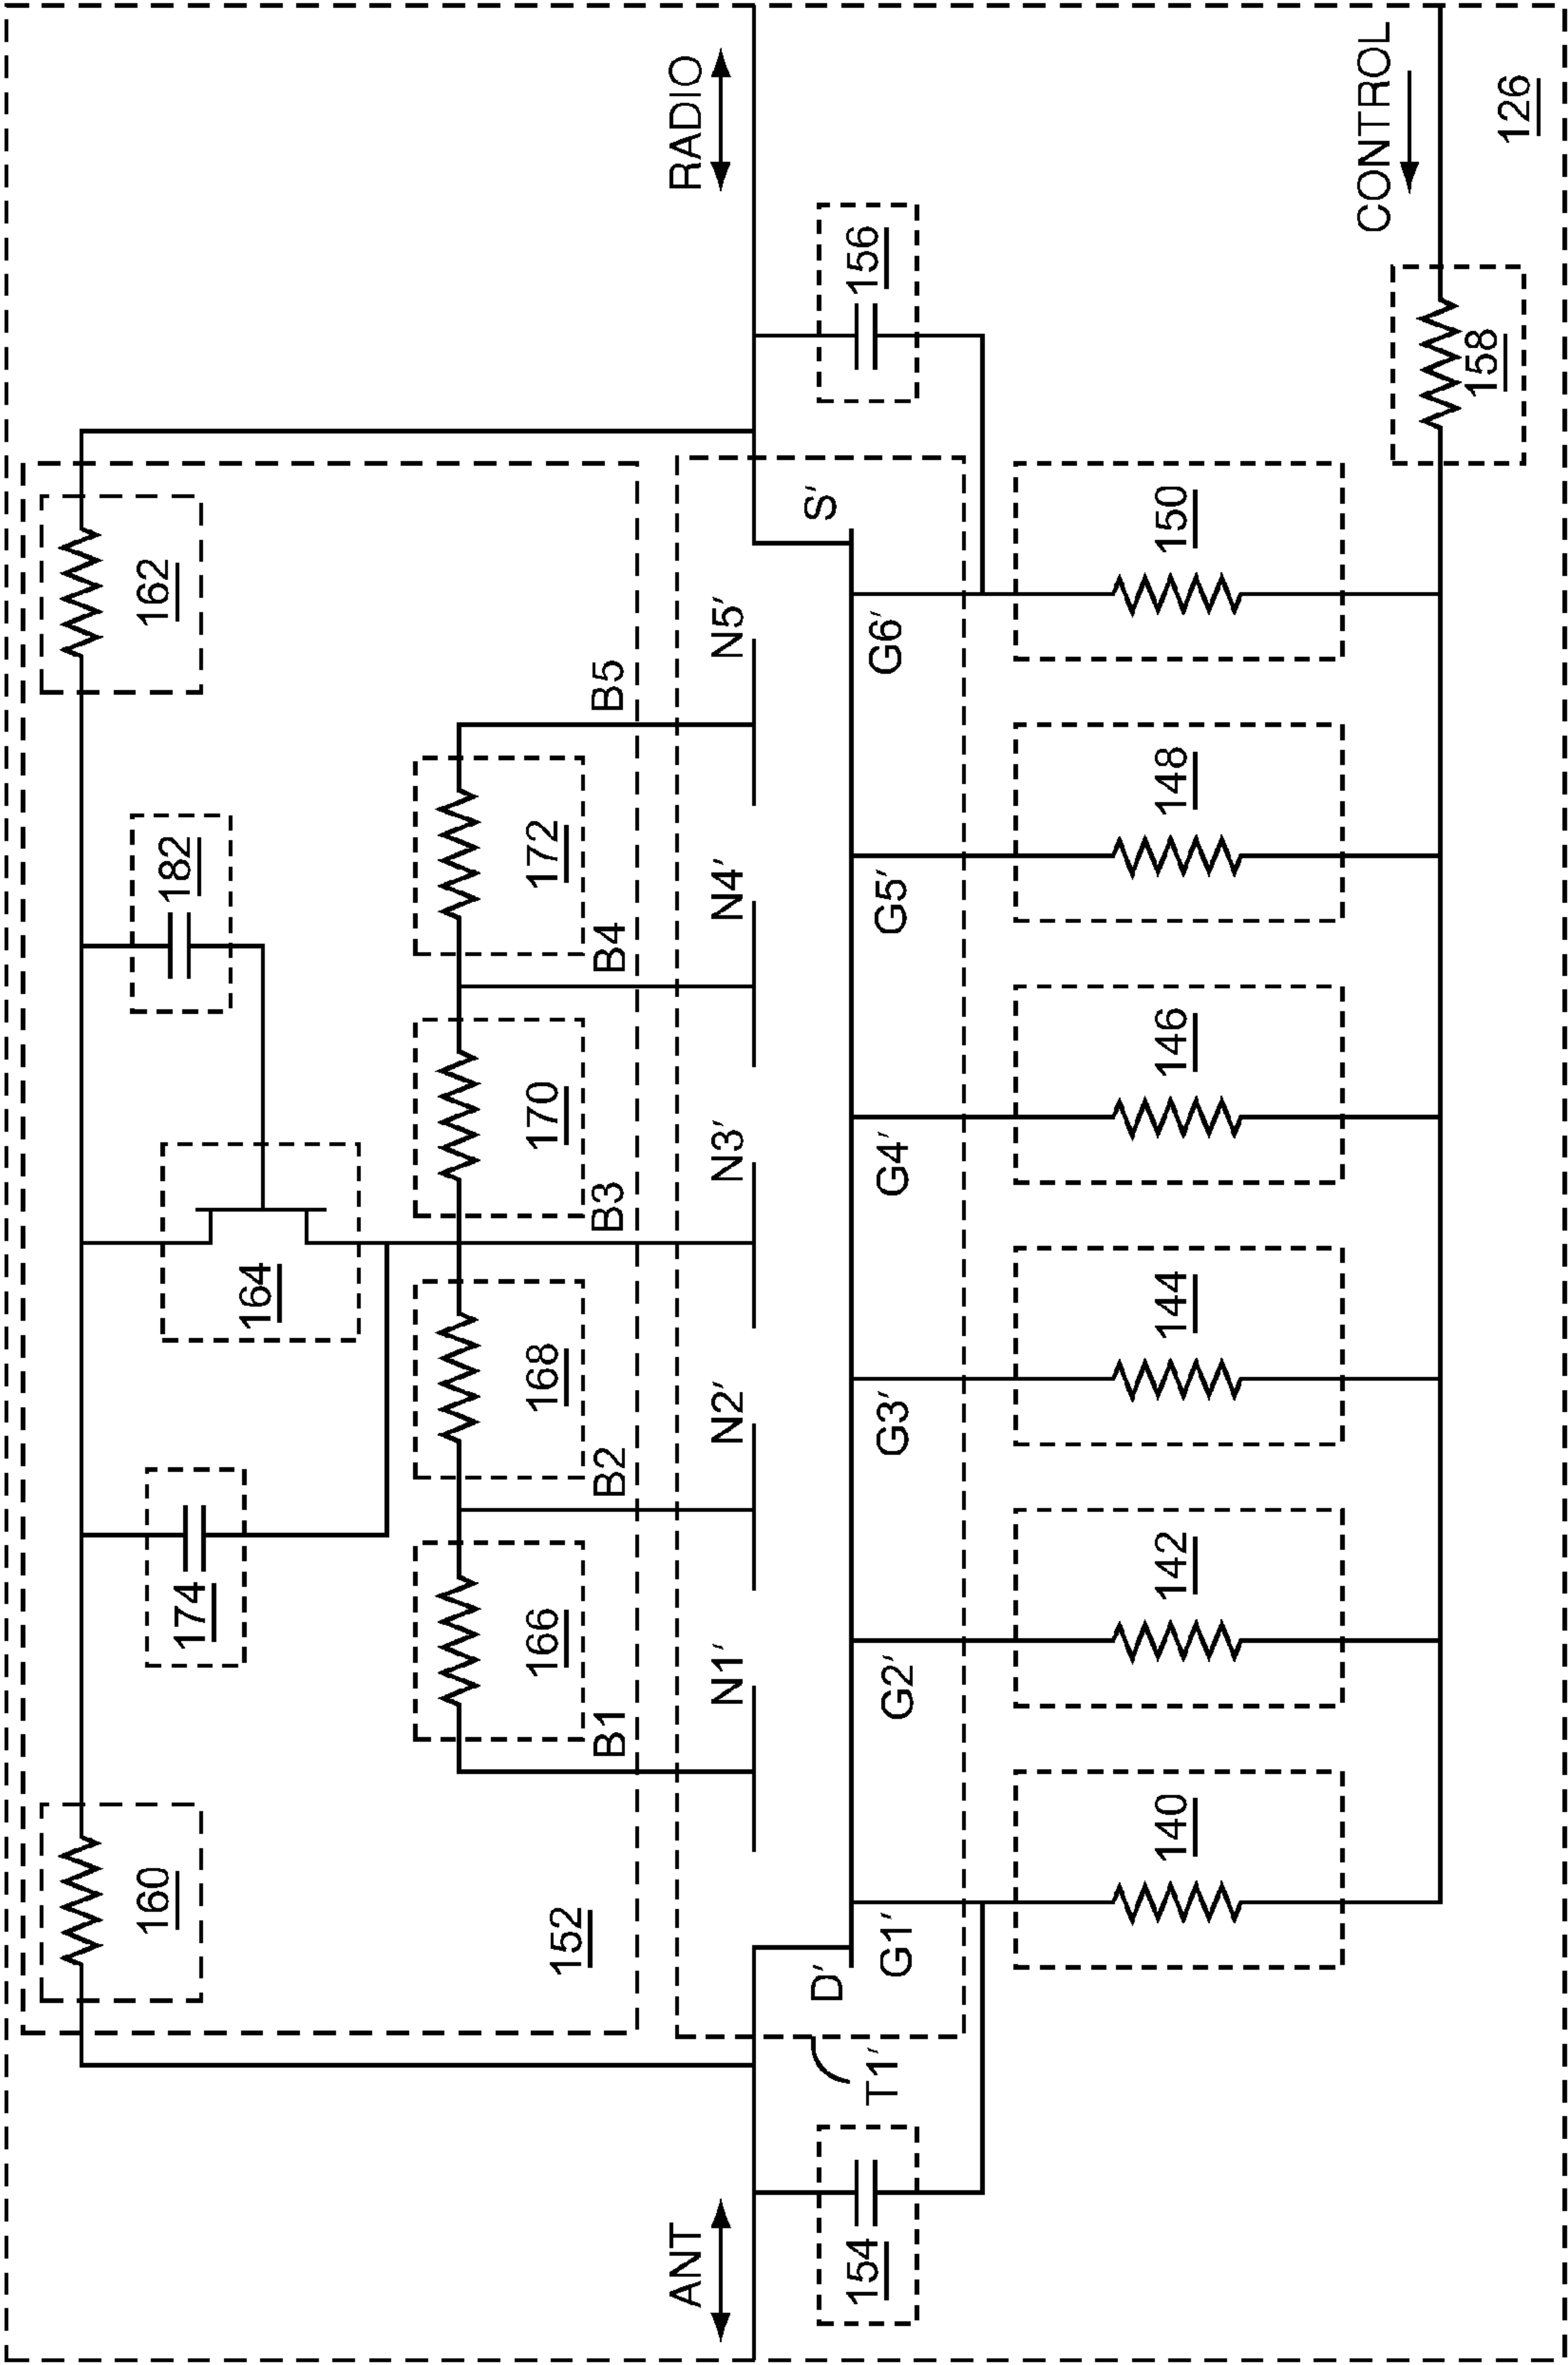 160
162
174
182
164
152
166
168
170
172
B1
B2
B3
B4
B5
ANT
RADIO
N1′
N2′
N3′
N4′
N5′
D′
S′
T1′
154
156
G1′
G2′
G3′
G4′
G5′
G6′
140
142
144
146
148
150
CONTROL
158
126